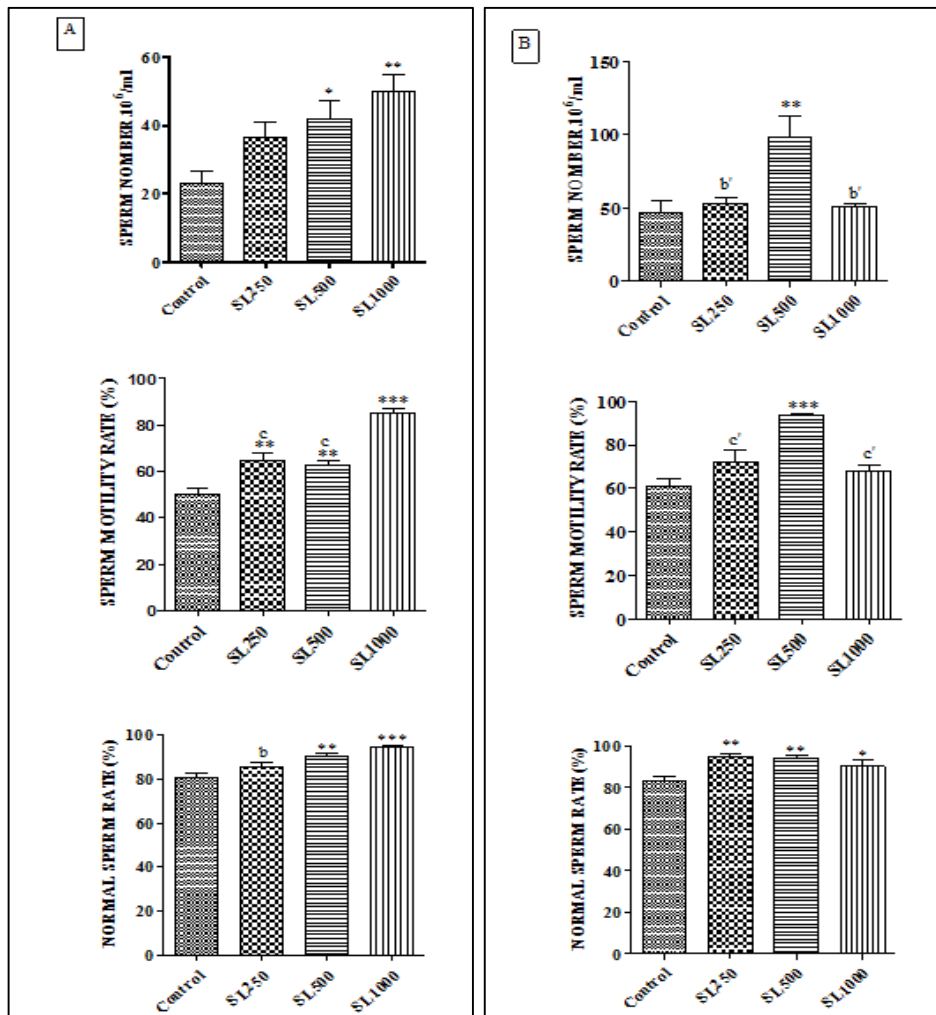 A
SPERM NOMBER.10⁶/ml
60
40
20
0
*
**
Control
SL250
SL500
SL1000
SPERM MOTILITY RATE (%)
100
80
60
40
20
0
c
**
c
**
***
Control
SL250
SL500
SL1000
NORMAL SPERM RATE (%)
100
80
60
40
20
0
b
**
***
Control
SL250
SL500
SL1000
B
SPERM NOMBER.10⁶/ml
150
100
50
0
b'
**
b'
Control
SL250
SL500
SL1000
SPERM MOTILITY RATE (%)
100
80
60
40
20
0
c'
***
c'
Control
SL250
SL500
SL1000
NORMAL SPERM RATE (%)
100
80
60
40
20
0
**
**
*
Control
SL250
SL500
SL1000